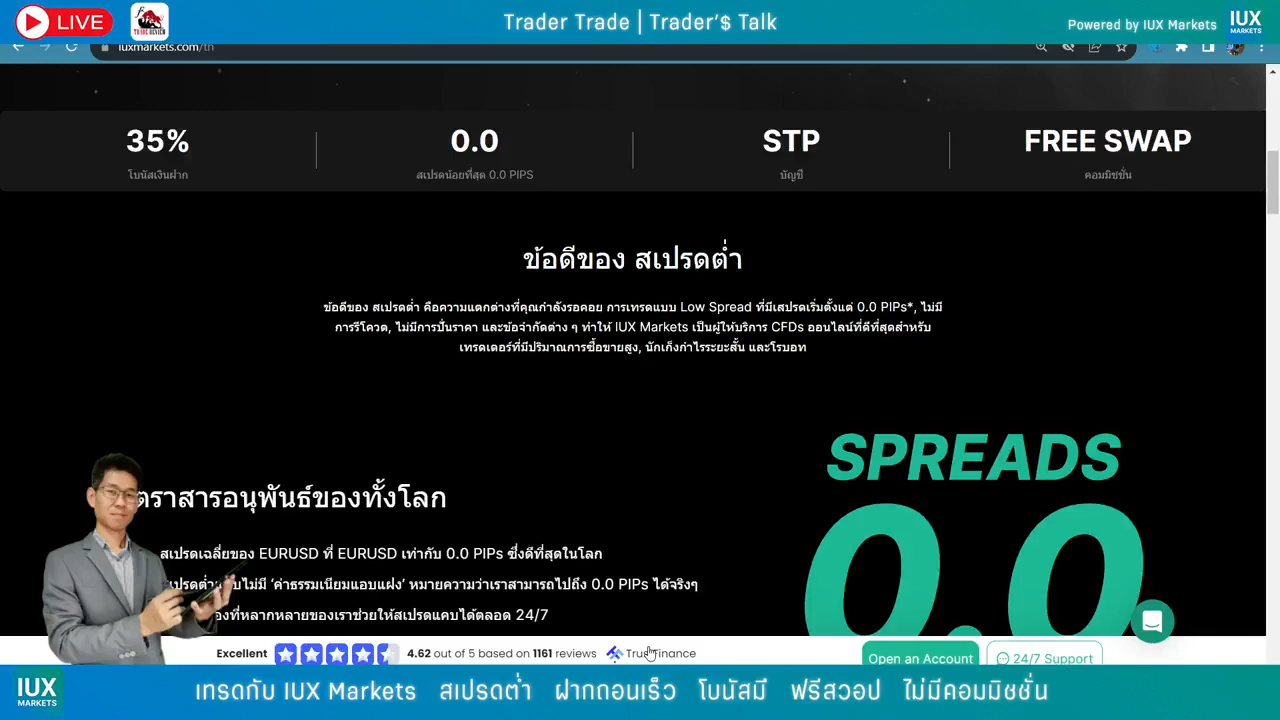 LIVE
TRADE REVIEW
Trader Trade | Trader’$ Talk
Powered by IUX Markets
IUX
MARKETS
iuxmarkets.com/th
35%
โบนัสเงินฝาก
0.0
สเปรดน้อยที่สุด 0.0 PIPS
STP
บัญชี
FREE SWAP
คอมมิชชั่น
ข้อดีของ สเปรดต่ำ
ข้อดีของ สเปรดต่ำ คือความแตกต่างที่คุณกำลังรอคอย การเทรดแบบ Low Spread ที่มีเสปรดเริ่มตั้งแต่ 0.0 PIPs*, ไม่มี
การรีโควต, ไม่มีการปั่นราคา และข้อจำกัดต่าง ๆ ทำให้ IUX Markets เป็นผู้ให้บริการ CFDs ออนไลน์ที่ดีที่สุดสำหรับ
เทรดเดอร์ที่มีปริมาณการซื้อขายสูง, นักเก็งกำไรระยะสั้น และโรบอท
SPREADS
0.0
ตราสารอนุพันธ์ของทั้งโลก
สเปรดเฉลี่ยของ EURUSD ที่ EURUSD เท่ากับ 0.0 PIPs ซึ่งดีที่สุดในโลก
ไม่มี ‘ค่าธรรมเนียมแอบแฝง’ หมายความว่าเราสามารถไปถึง 0.0 PIPs ได้จริงๆ
ที่หลากหลายของเราช่วยให้สเปรดแคบได้ตลอด 24/7
Excellent 4.62 out of 5 based on 1161 reviews TrustFinance
Open an Account
24/7 Support
IUX
MARKETS
เทรดกับ IUX Markets สเปรดต่ำ ฝากถอนเร็ว โบนัสมี ฟรีสวอป ไม่มีคอมมิชชั่น